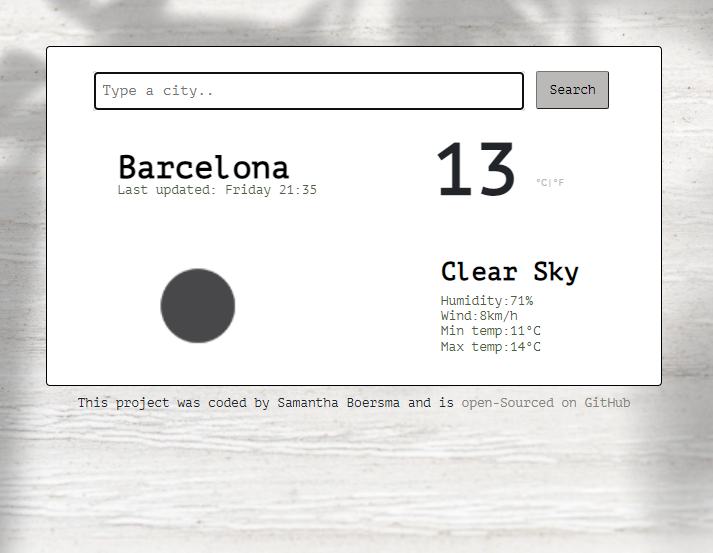 Type a city..
Search
Barcelona
Last updated: Friday 21:35
13
°C|°F
Clear Sky
Humidity:71%
Wind:8km/h
Min temp:11°C
Max temp:14°C
This project was coded by Samantha Boersma and is open-Sourced on GitHub